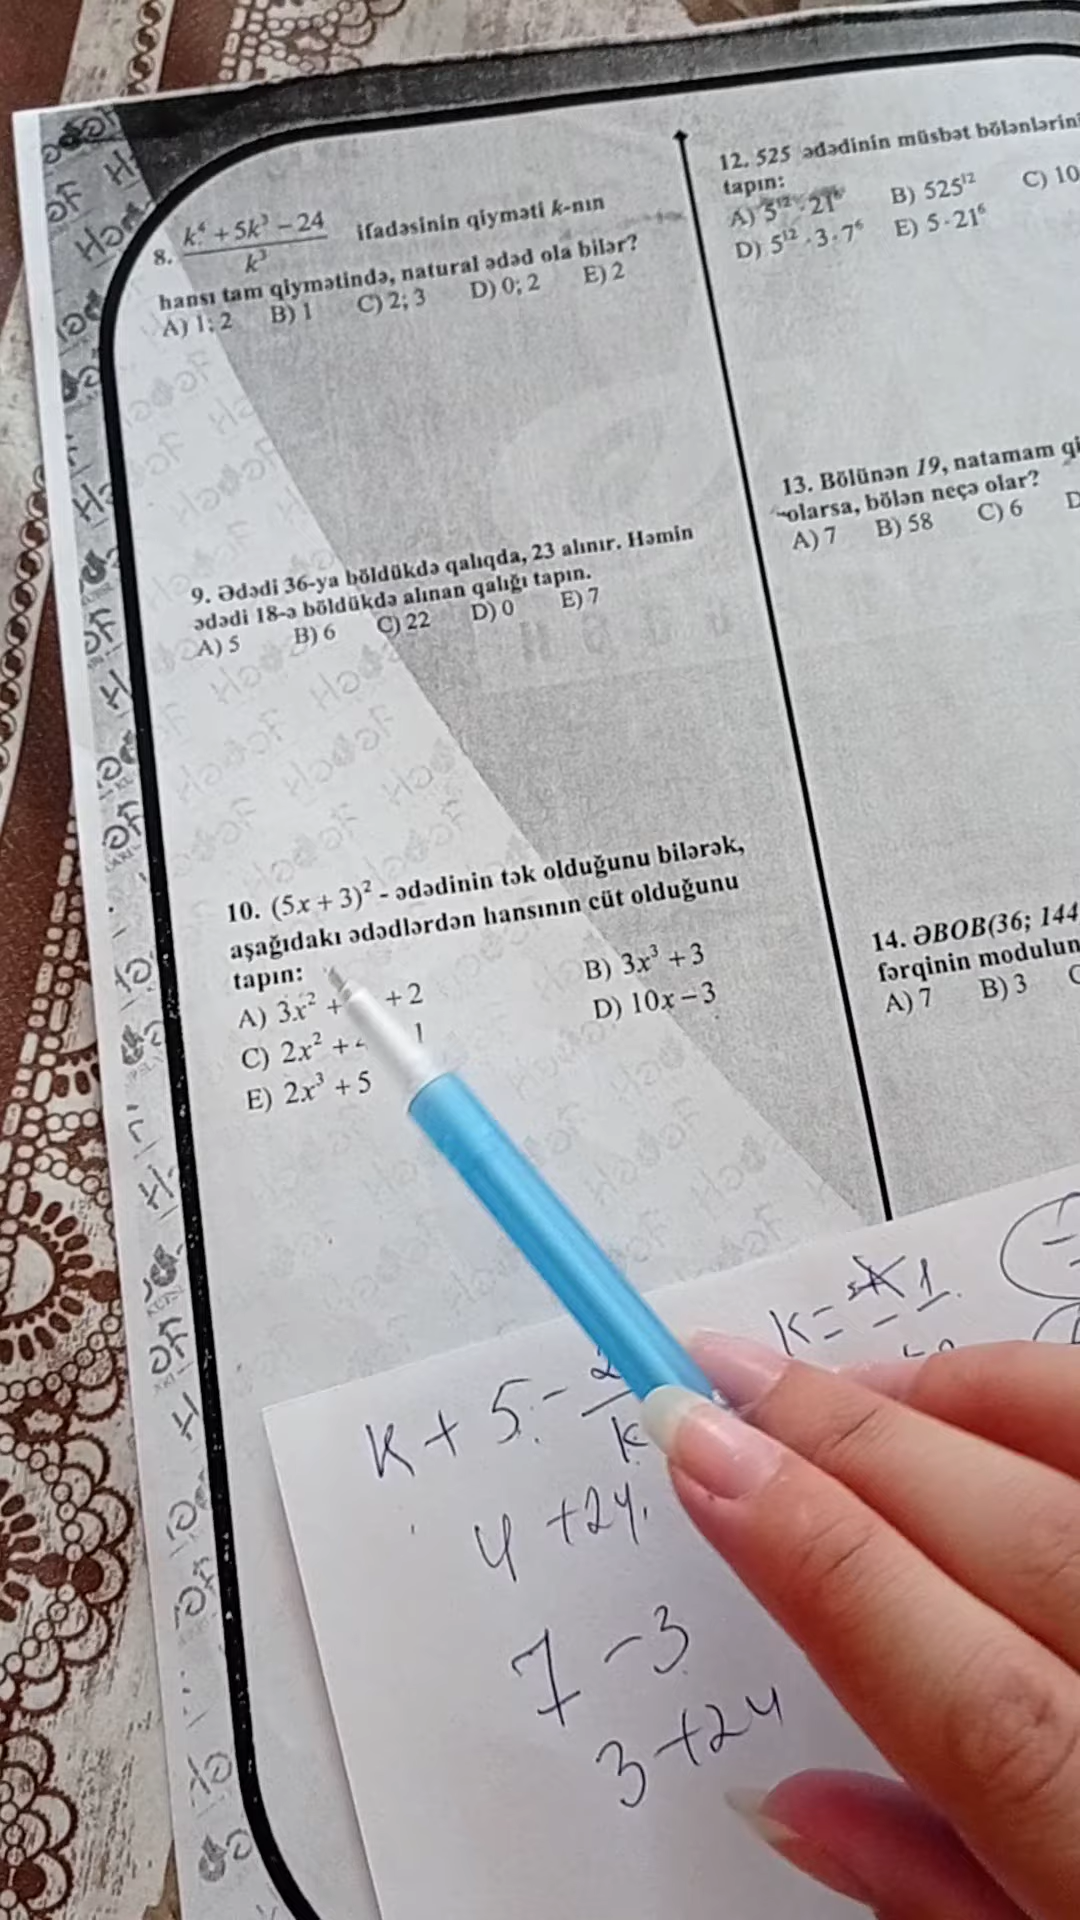 8. k⁴ + 5k³ − 24 / k³ ifadəsinin qiyməti k-nın
hansı tam qiymətində, natural ədəd ola bilər?
A) 1; 2 B) 1 C) 2; 3 D) 0; 2 E) 2
9. Ədədi 36-ya böldükdə qalıqda, 23 alınır. Həmin
ədədi 18-ə böldükdə alınan qalığı tapın.
A) 5 B) 6 C) 22 D) 0 E) 7
10. (5x + 3)² - ədədinin tək olduğunu bilərək,
aşağıdakı ədədlərdən hansının cüt olduğunu
tapın:
A) 3x² + + 2 B) 3x³ + 3
C) 2x² + 1 D) 10x − 3
E) 2x³ + 5
12. 525 ədədinin müsbət bölənlərin
tapın:
A) 5¹² · 21⁶ B) 525¹² C) 10
D) 5¹² · 3 · 7⁶ E) 5 · 21⁶
13. Bölünən 19, natamam qi
olarsa, bölən neçə olar?
A) 7 B) 58 C) 6 D
14. ƏBOB(36; 144
fərqinin modulun
A) 7 B) 3 C
K = 1
K + 5 − K
4 + 24
7 − 3
3 + 24